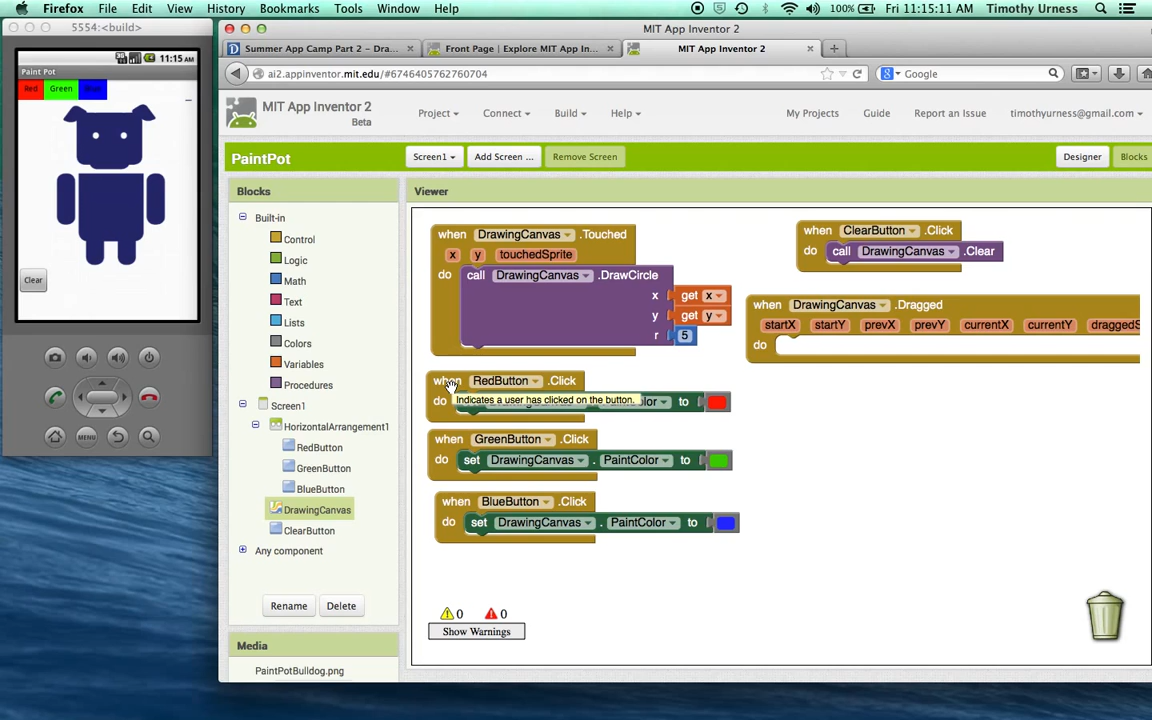 Firefox File Edit View History Bookmarks Tools Window Help
100% Fri 11:15:11 AM Timothy Urness
5554:<build>
11:15 AM
Paint Pot
Red Green
Clear
MENU
MIT App Inventor 2
Summer App Camp Part 2 – Dra...
Front Page | Explore MIT App In...
MIT App Inventor 2
ai2.appinventor.mit.edu/#6746405762760704
Google
MIT App Inventor 2
Beta
Project Connect Build Help
My Projects Guide Report an Issue timothyurness@gmail.com
PaintPot
Screen1 Add Screen ... Remove Screen
Designer Blocks
Blocks
Built-in
Control
Logic
Math
Text
Lists
Colors
Variables
Procedures
Screen1
HorizontalArrangement1
RedButton
GreenButton
BlueButton
DrawingCanvas
ClearButton
Any component
Rename Delete
Media
PaintPotBulldog.png
Viewer
when DrawingCanvas .Touched
x y touchedSprite
do call DrawingCanvas .DrawCircle
x get x
y get y
r 5
when ClearButton .Click
do call DrawingCanvas .Clear
when DrawingCanvas .Dragged
startX startY prevX prevY currentX currentY draggedS
do
when RedButton .Click
Indicates a user has clicked on the button.
do to
when GreenButton .Click
do set DrawingCanvas . PaintColor to
when BlueButton .Click
do set DrawingCanvas . PaintColor to
0 0
Show Warnings